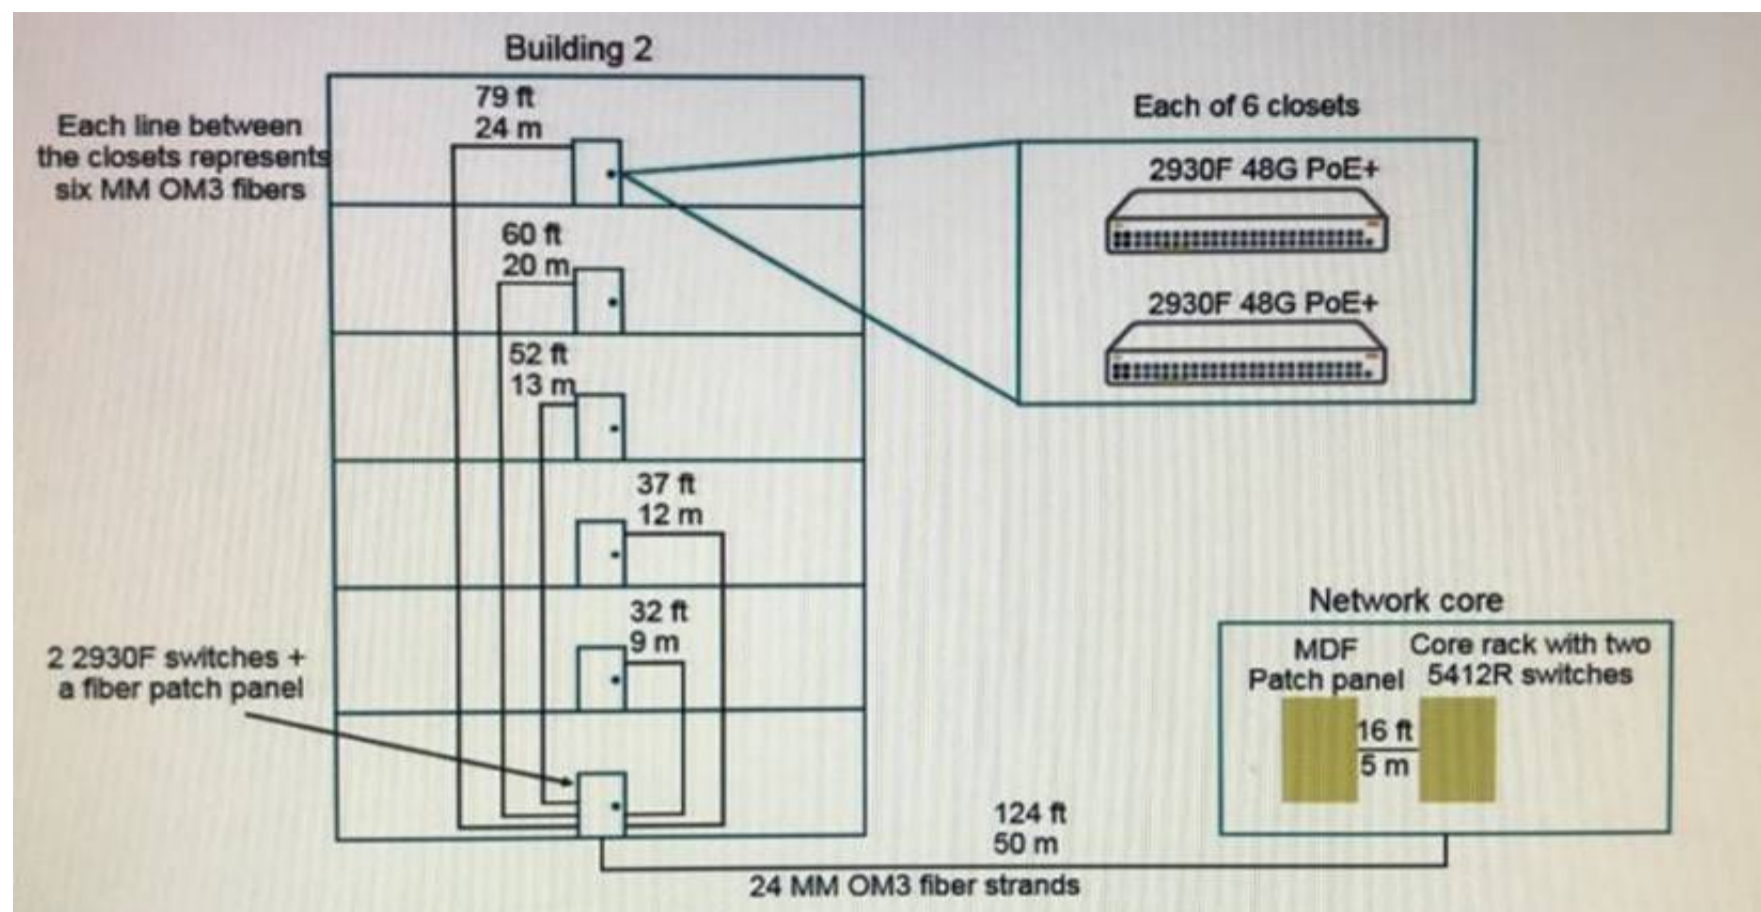 Building 2
79 ft
24 m
Each line between
the closets represents
six MM OM3 fibers
Each of 6 closets
2930F 48G PoE+
2930F 48G PoE+
60 ft
20 m
52 ft
13 m
37 ft
12 m
32 ft
9 m
2 2930F switches +
a fiber patch panel
Network core
MDF
Patch panel
Core rack with two
5412R switches
16 ft
5 m
124 ft
50 m
24 MM OM3 fiber strands